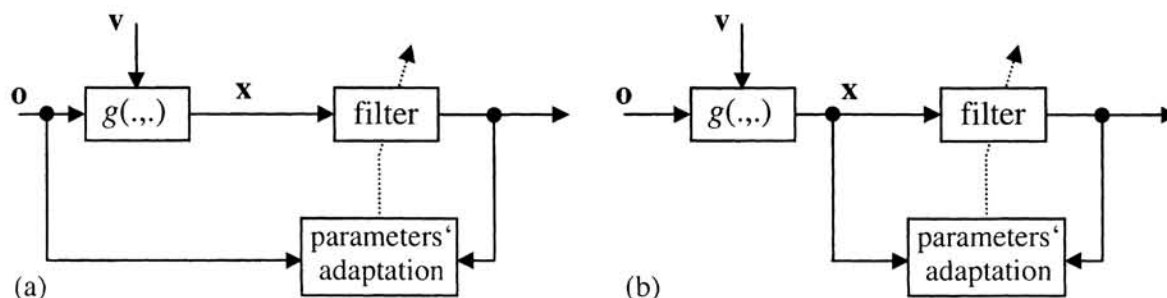 v
o
g(.,.)
x
filter
parameters‘
adaptation
(a)
v
o
g(.,.)
x
filter
parameters‘
adaptation
(b)